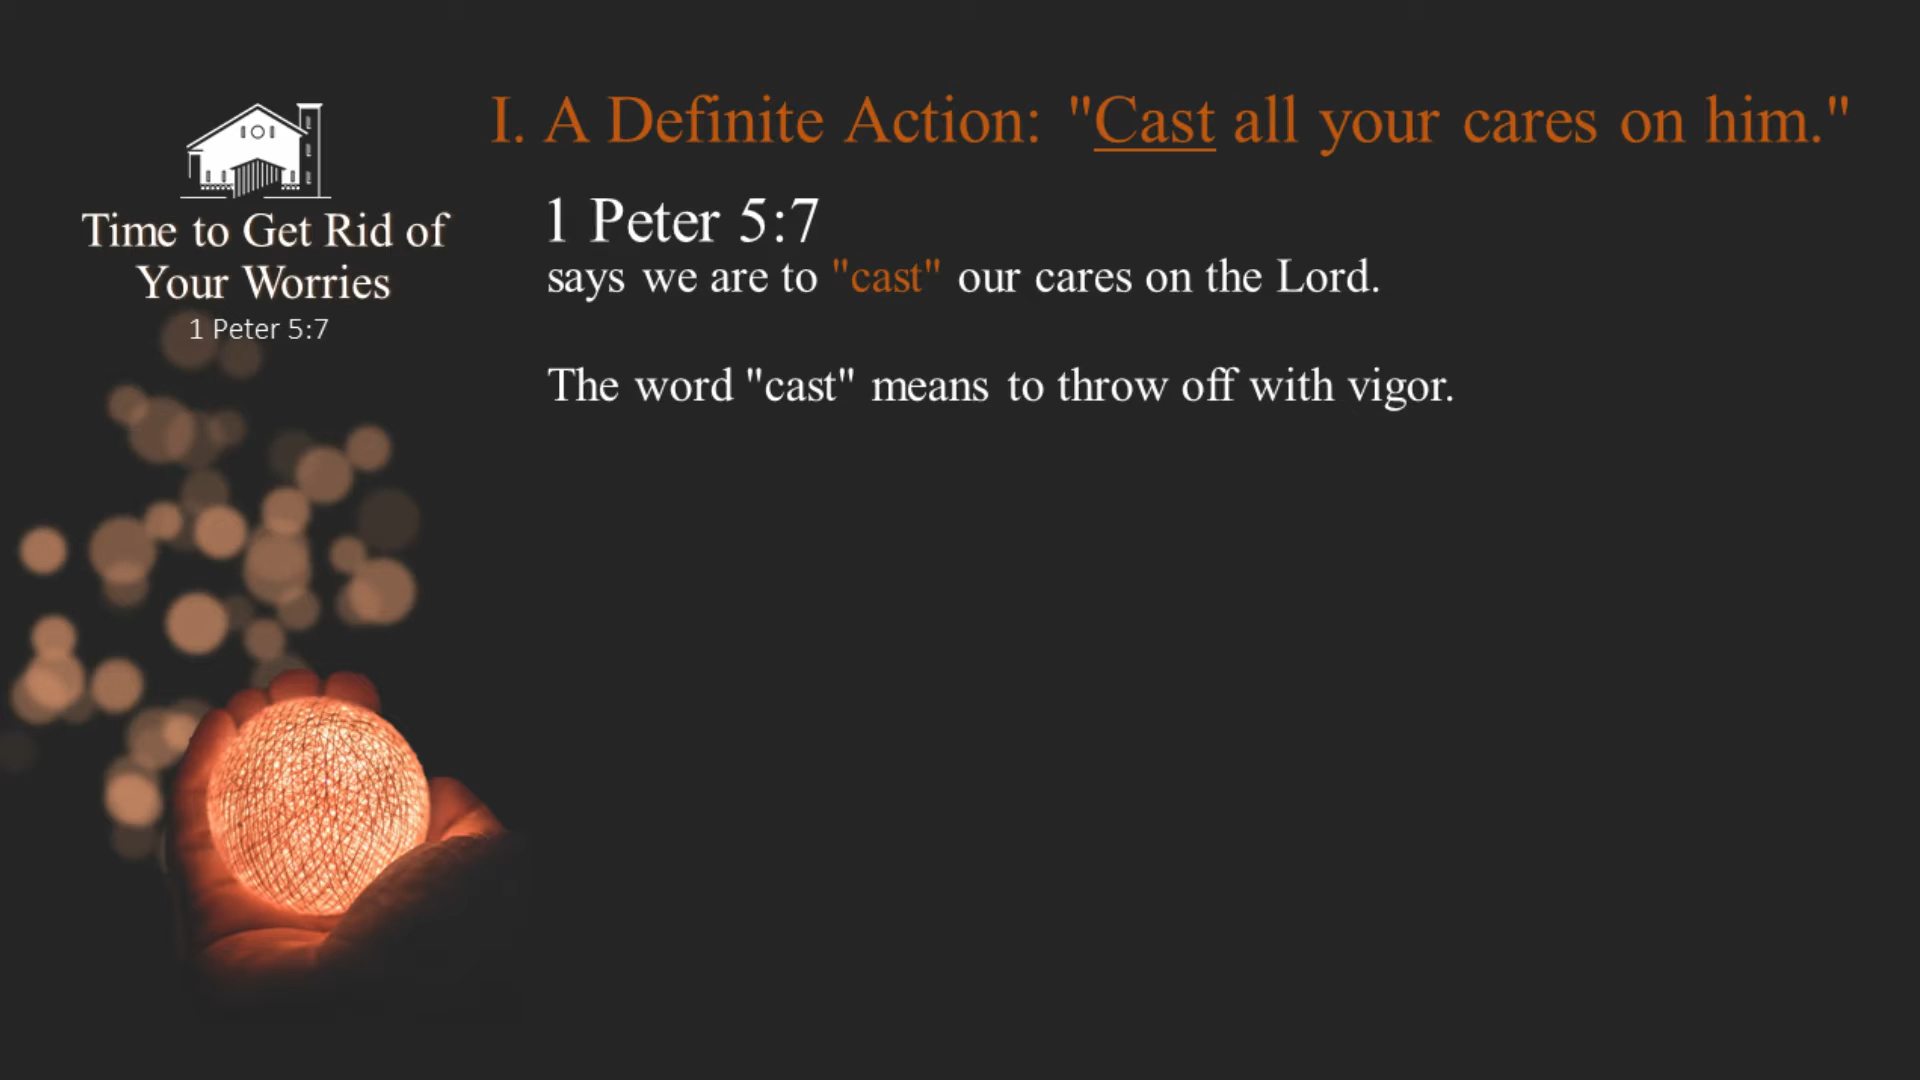 Time to Get Rid of
Your Worries
1 Peter 5:7
I. A Definite Action: "Cast all your cares on him."
1 Peter 5:7
says we are to "cast" our cares on the Lord.
The word "cast" means to throw off with vigor.